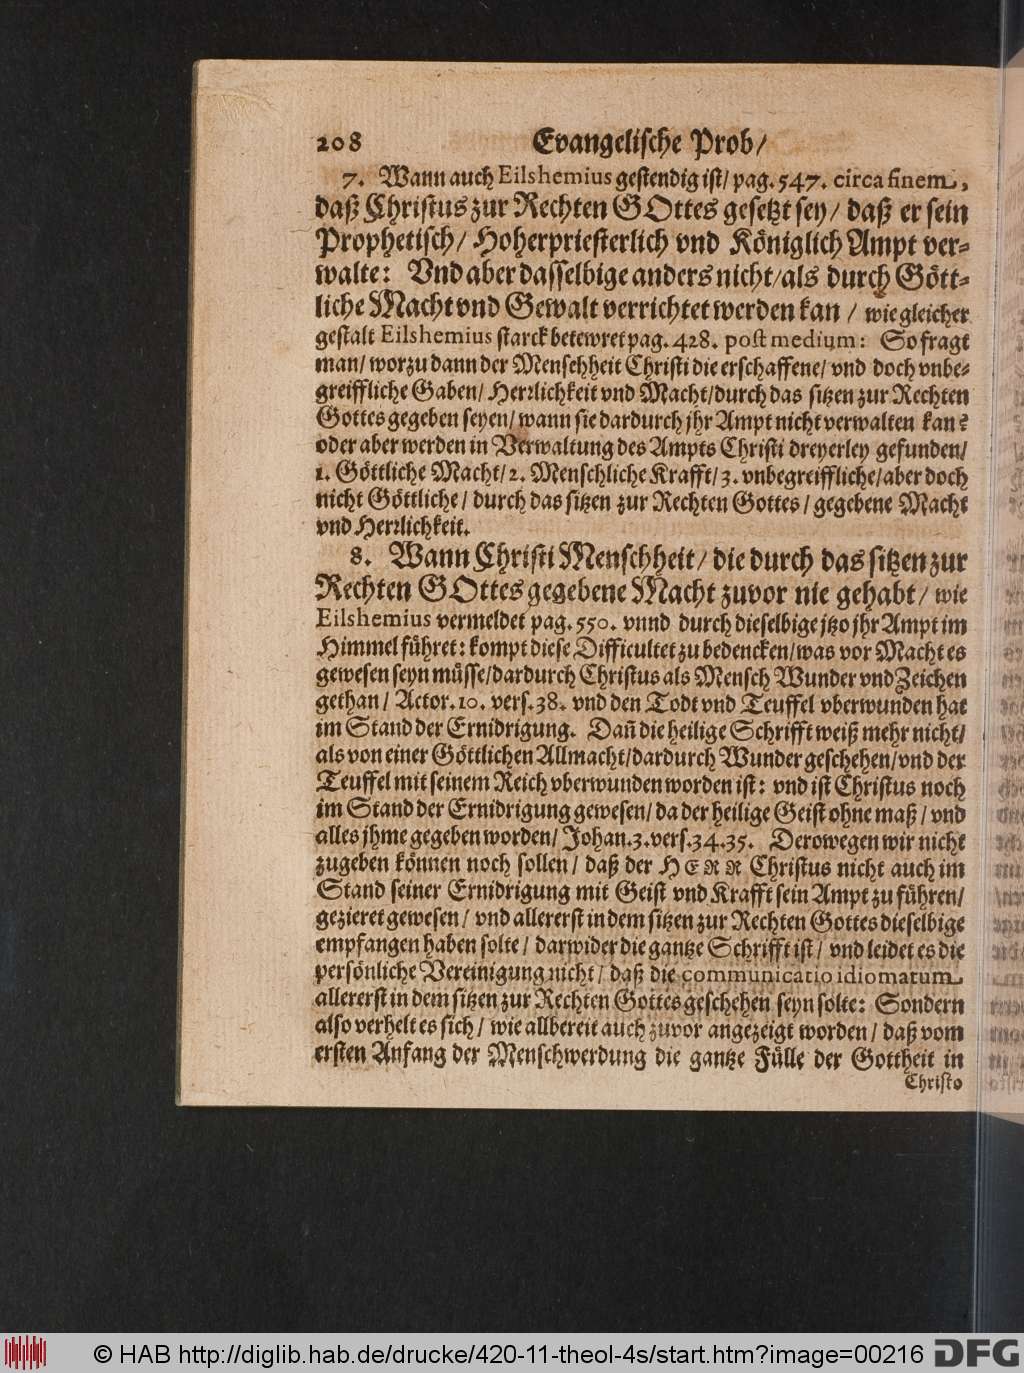 208 Evangelische Prob/
7. Wann auch Eilshemius gestendig ist/ pag. 547. circa finem,
daß Christus zur Rechten GOttes gesetzt sey/ daß er sein
Prophetisch/ Hoherpriesterlich vnd Königlich Ampt ver-
walte: Vnd aber dasselbige anders nicht/ als durch Gött-
liche Macht vnd Gewalt verrichtet werden kan / wie gleicher
gestalt Eilshemius starck betewret pag. 428. post medium: So fragt
man/ worzu dann der Menschheit Christi die erschaffene/ vnd doch vnbe-
greiffliche Gaben/ Herrlichkeit vnd Macht/ durch das sitzen zur Rechten
Gottes gegeben seyen/ wann sie dardurch jhr Ampt nicht verwalten kan?
oder aber werden in Verwaltung des Ampts Christi dreyerley gefunden/
1. Göttliche Macht/ 2. Menschliche Krafft/ 3. vnbegreiffliche/ aber doch
nicht Göttliche/ durch das sitzen zur Rechten Gottes/ gegebene Macht
vnd Herrlichkeit.
8. Wann Christi Menschheit/ die durch das sitzen zur
Rechten GOttes gegebene Macht zuvor nie gehabt/ wie
Eilshemius vermeldet pag. 550. vnnd durch dieselbige jtzo jhr Ampt im
Himmel führet: kompt diese Difficultet zu bedencken/ was vor Macht es
gewesen seyn müsse/ dardurch Christus als Mensch Wunder vnd Zeichen
gethan/ Actor. 10. vers. 38. vnd den Todt vnd Teuffel vberwunden hat
im Stand der Ernidrigung. Dañ die heilige Schrifft weiß mehr nicht/
als von einer Göttlichen Allmacht/ dardurch Wunder geschehen/ vnd der
Teuffel mit seinem Reich vberwunden worden ist: vnd ist Christus noch
im Stand der Ernidrigung gewesen/ da der heilige Geist ohne maß/ vnd
alles jhme gegeben worden/ Johan. 3. vers. 34. 35. Derowegen wir nicht
zugeben können noch sollen/ daß der HERR Christus nicht auch im
Stand seiner Ernidrigung mit Geist vnd Krafft sein Ampt zu führen/
gezieret gewesen/ vnd allererst in dem sitzen zur Rechten Gottes dieselbige
empfangen haben solte/ darwider die gantze Schrifft ist/ vnd leidet es die
persönliche Vereinigung nicht/ daß die communicatio idiomatum
allererst in dem sitzen zur Rechten Gottes geschehen seyn solte: Sondern
also verhelt es sich/ wie allbereit auch zuvor angezeigt worden/ daß vom
ersten Anfang der Menschwerdung die gantze Fülle der Gottheit in
Christo
© HAB http://diglib.hab.de/drucke/420-11-theol-4s/start.htm?image=00216 DFG